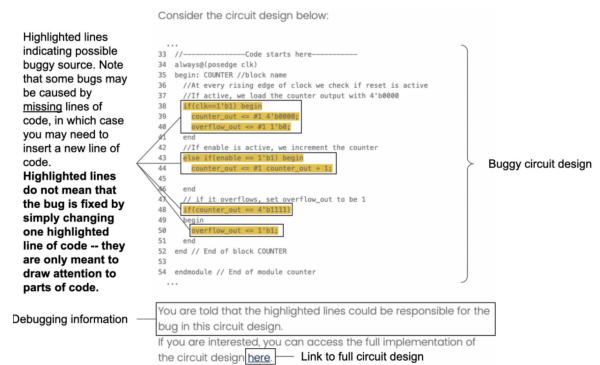 Consider the circuit design below:
Highlighted lines
indicating possible
buggy source. Note
that some bugs may
be caused by
missing lines of
code, in which case
you may need to
insert a new line of
code.
Highlighted lines
do not mean that
the bug is fixed by
simply changing
one highlighted
line of code -- they
are only meant to
draw attention to
parts of code.
...
33 //---------------Code starts here-----------
34 always@(posedge clk)
35 begin: COUNTER //block name
36 //At every rising edge of clock we check if reset is active
37 //If active, we load the counter output with 4'b0000
38 if(clk==1'b1) begin
39 counter_out <= #1 4'b0000;
40 overflow_out <= #1 1'b0;
41 end
42 //If enable is active, we increment the counter
43 else if(enable == 1'b1) begin
44 counter_out <= #1 counter_out + 1;
45
46 end
47 // if it overflows, set overflow_out to be 1
48 if(counter_out == 4'b1111)
49 begin
50 overflow_out <= 1'b1;
51 end
52 end // End of block COUNTER
53
54 endmodule // End of module counter
...
Buggy circuit design
Debugging information
You are told that the highlighted lines could be responsible for the
bug in this circuit design.
If you are interested, you can access the full implementation of
the circuit design here.
Link to full circuit design